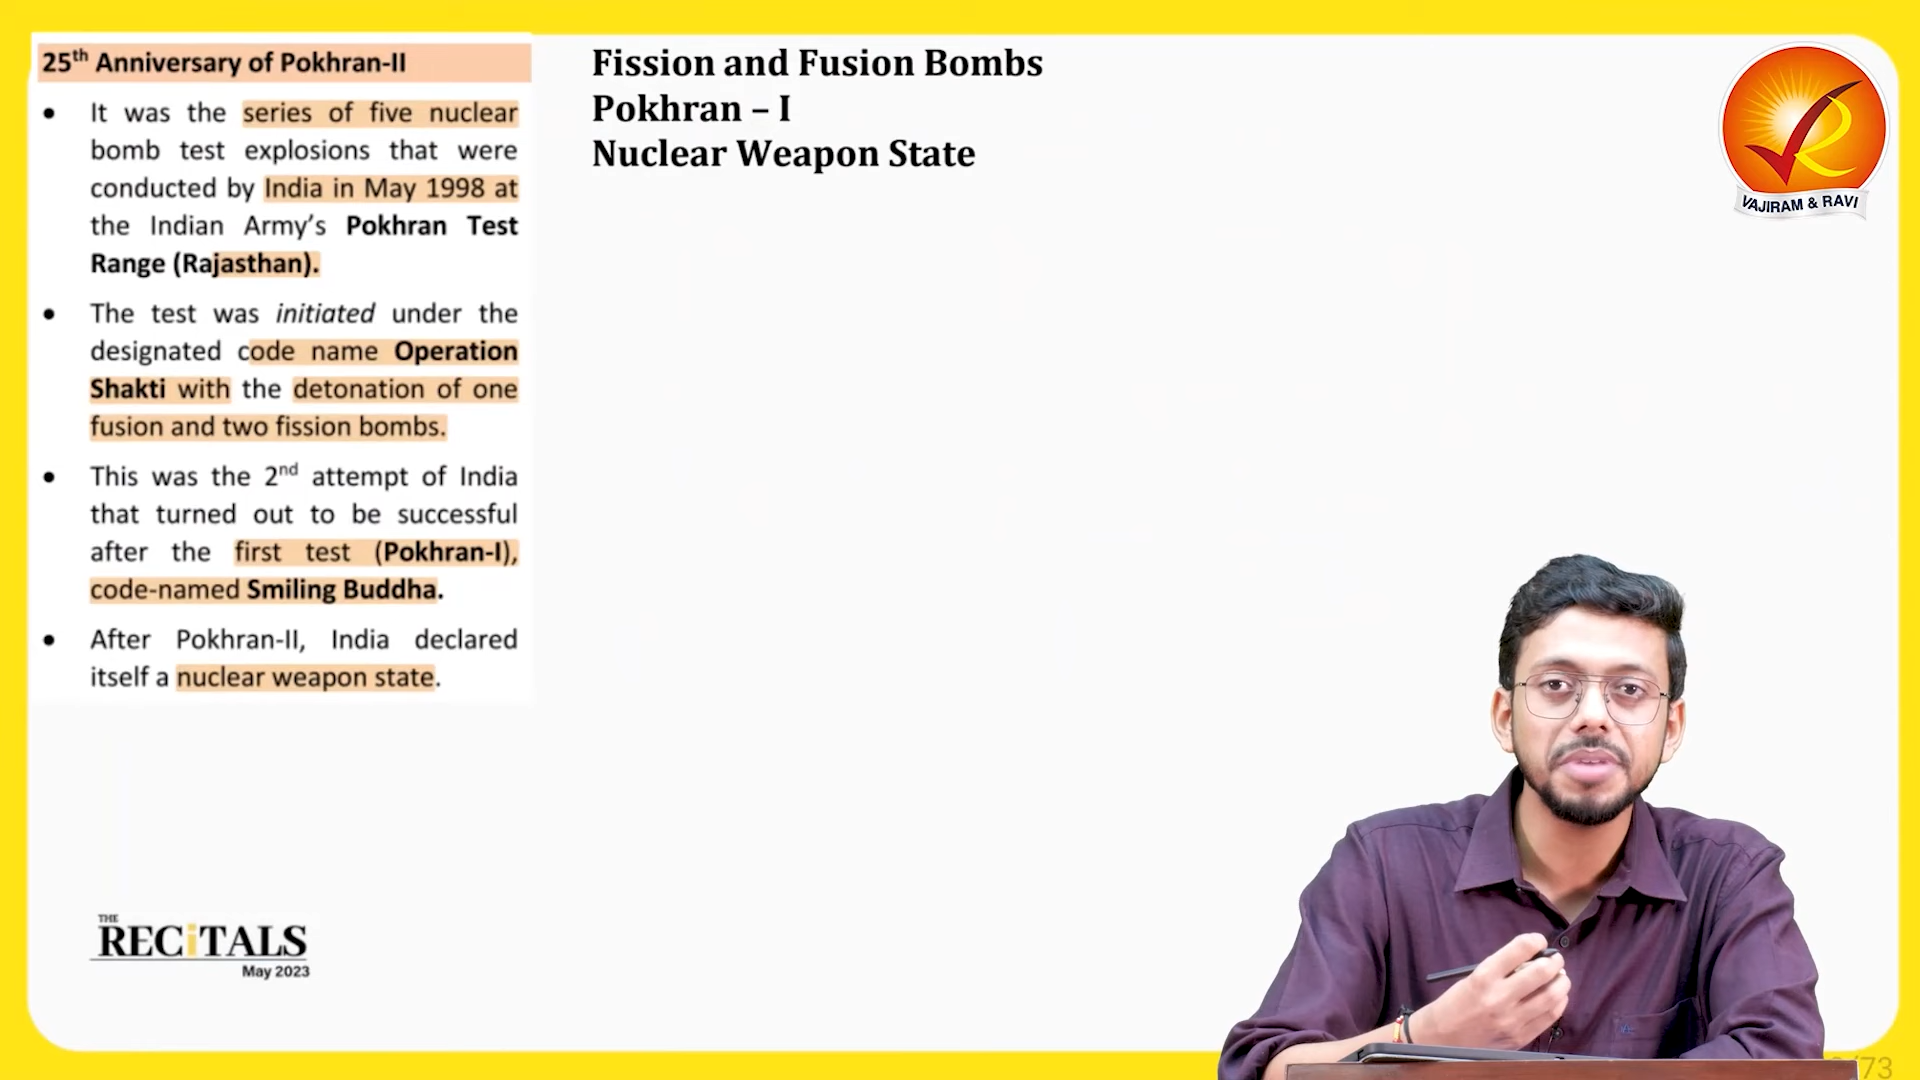 25th Anniversary of Pokhran-II
• It was the series of five nuclear
bomb test explosions that were
conducted by India in May 1998 at
the Indian Army’s Pokhran Test
Range (Rajasthan).
• The test was initiated under the
designated code name Operation
Shakti with the detonation of one
fusion and two fission bombs.
• This was the 2nd attempt of India
that turned out to be successful
after the first test (Pokhran-I),
code-named Smiling Buddha.
• After Pokhran-II, India declared
itself a nuclear weapon state.
Fission and Fusion Bombs
Pokhran – I
Nuclear Weapon State
VAJIRAM & RAVI
THE
RECiTALS
May 2023
/73